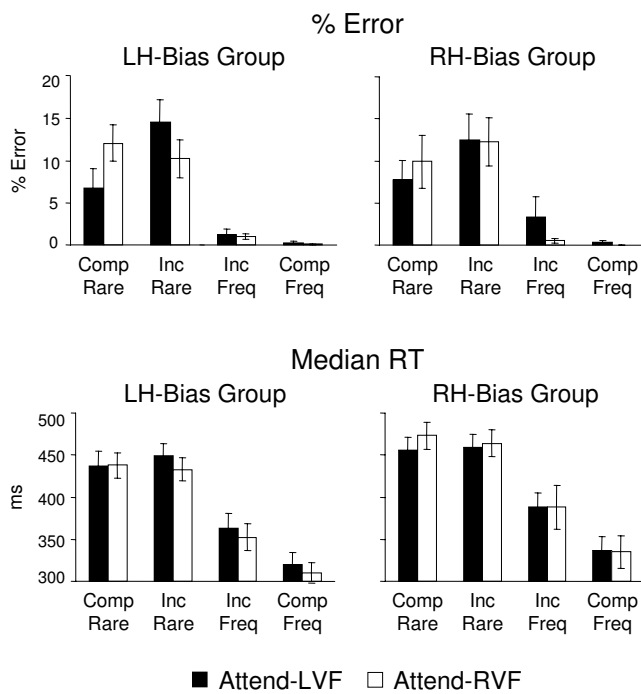 % Error
LH-Bias Group RH-Bias Group
20
15
10
5
0
% Error
Comp Inc Inc Comp Comp Inc Inc Comp
Rare Rare Freq Freq Rare Rare Freq Freq
Median RT
LH-Bias Group RH-Bias Group
500
450
400
350
300
ms
Comp Inc Inc Comp Comp Inc Inc Comp
Rare Rare Freq Freq Rare Rare Freq Freq
Attend-LVF Attend-RVF